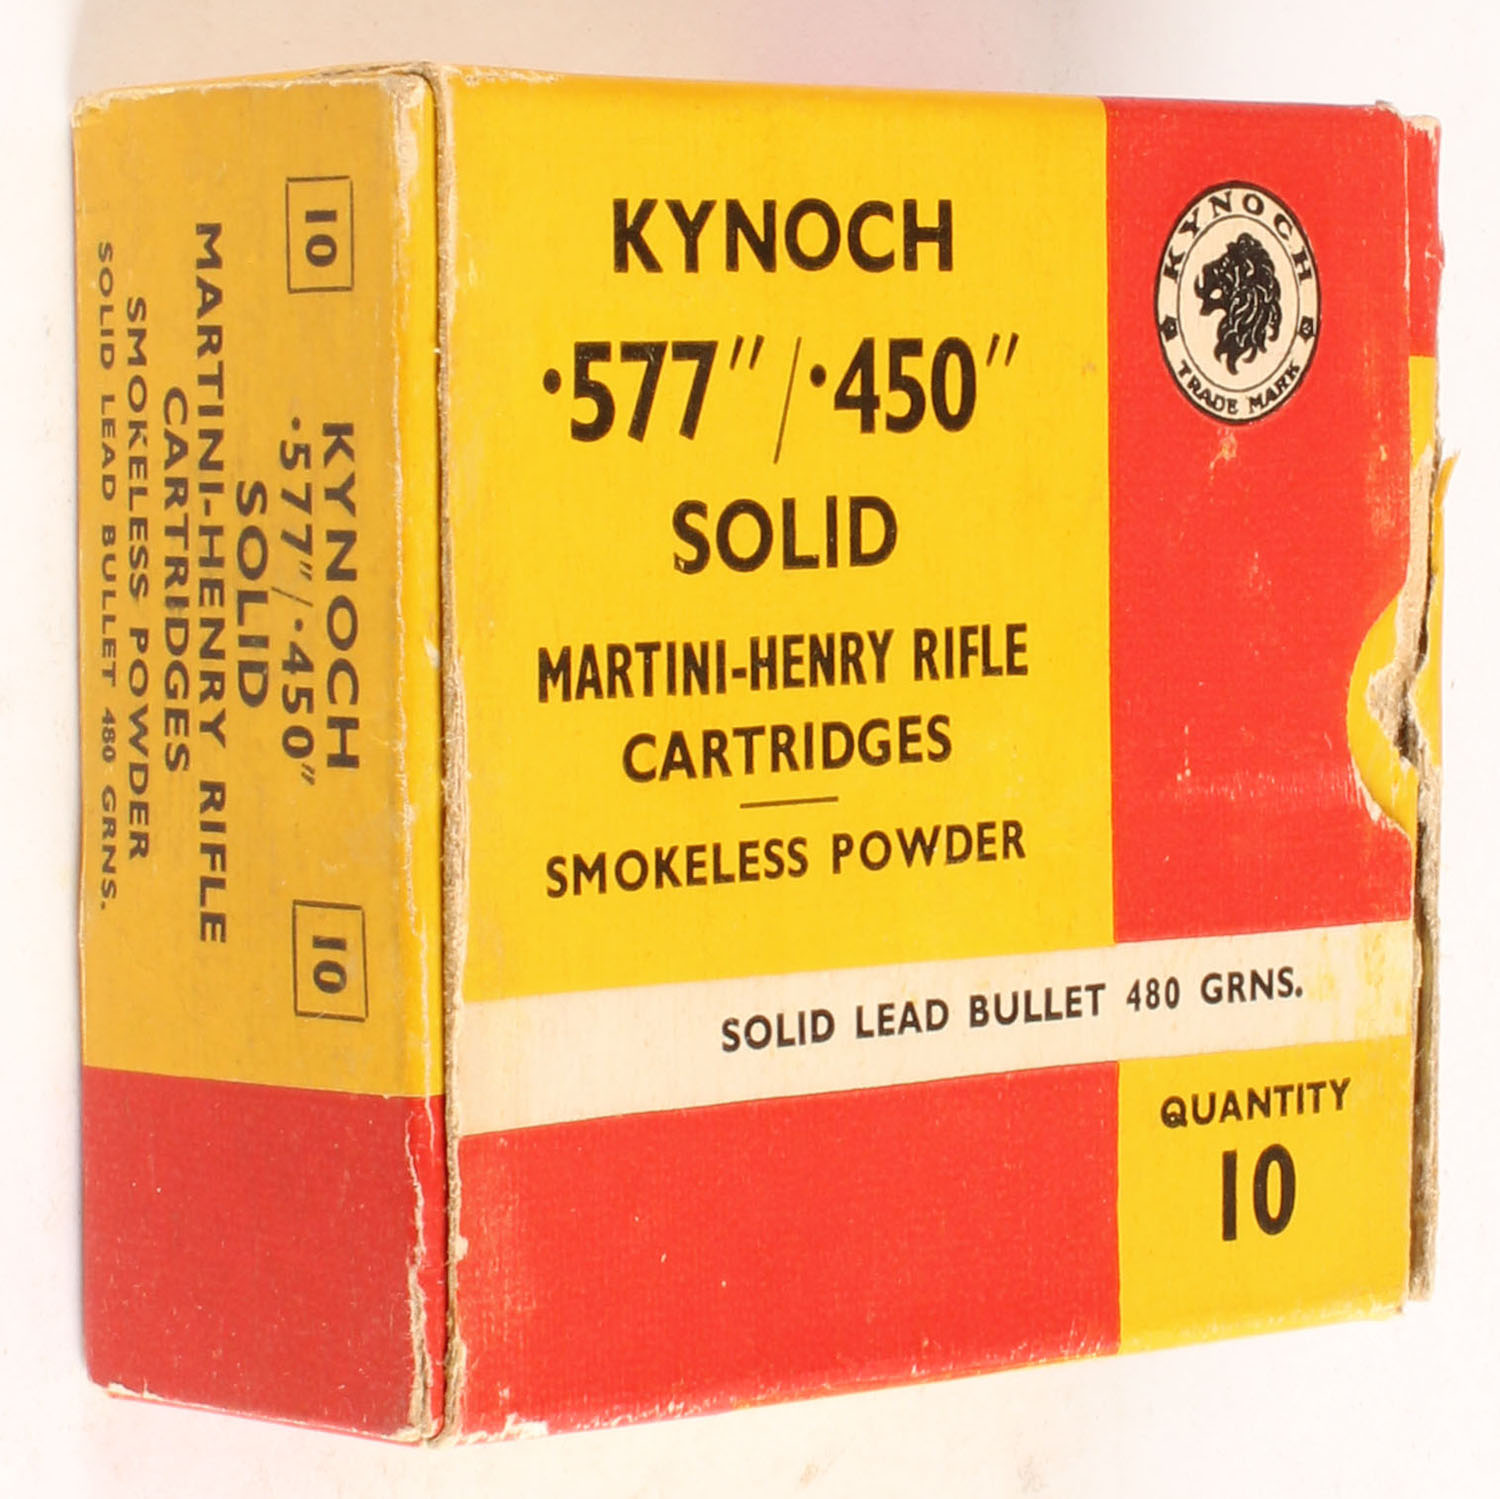 KYNOCH
·577″/·450″
SOLID
MARTINI-HENRY RIFLE
CARTRIDGES
SMOKELESS POWDER
SOLID LEAD BULLET 480 GRNS.
QUANTITY
10
KYNOCH
TRADE MARK
10
10
KYNOCH
·577″/·450″
SOLID
MARTINI-HENRY RIFLE
CARTRIDGES
SMOKELESS POWDER
SOLID LEAD BULLET 480 GRNS.